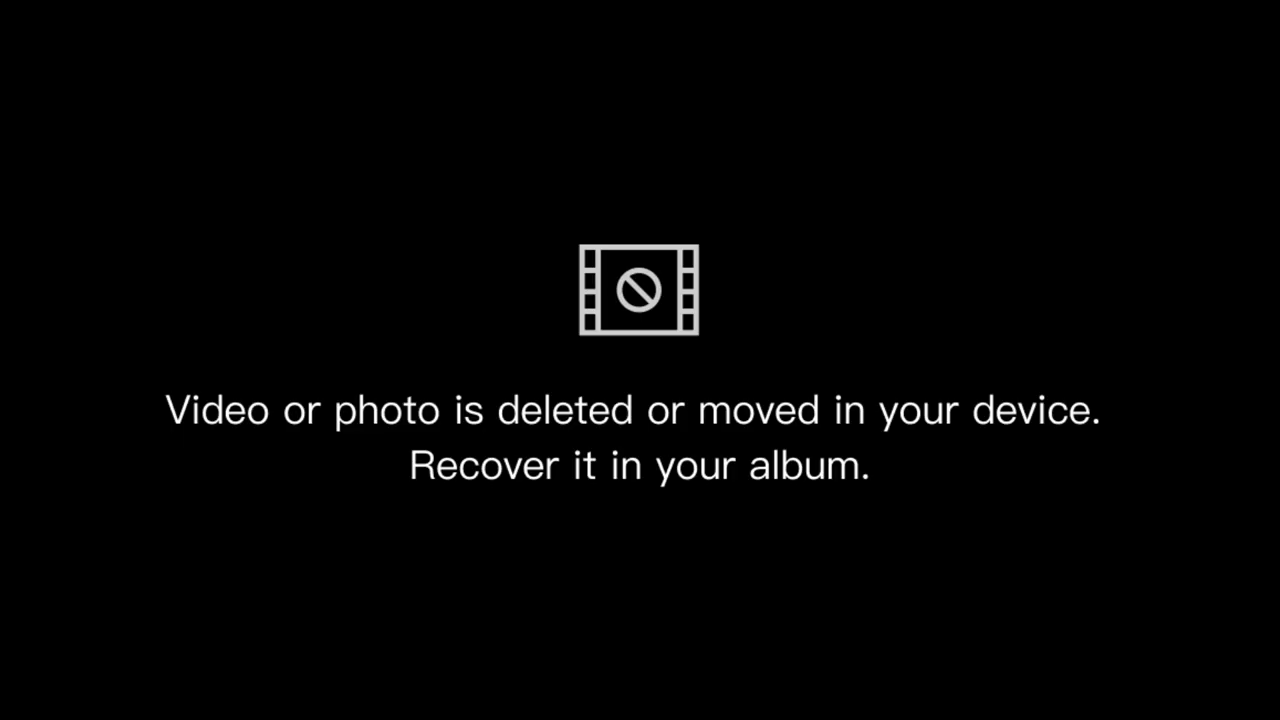 Video or photo is deleted or moved in your device.
Recover it in your album.